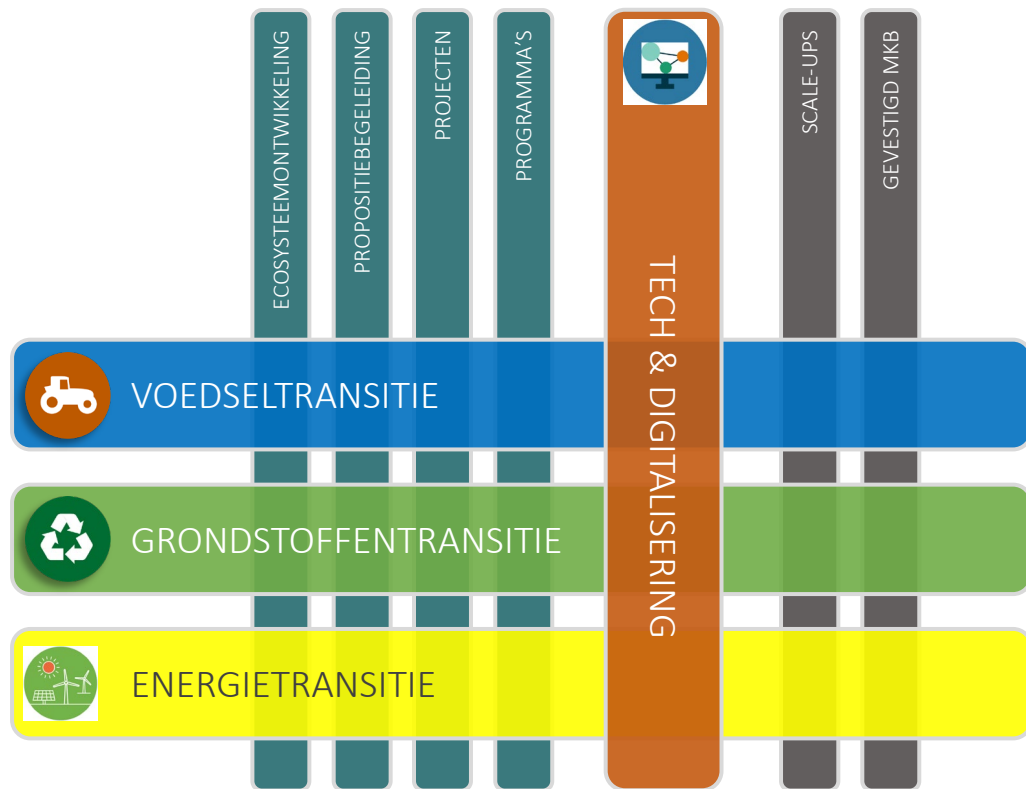 ECOSYSTEEMONTWIKKELING
PROPOSITIEBEGELEIDING
PROJECTEN
PROGRAMMA'S
TECH & DIGITALISERING
SCALE-UPS
GEVESTIGD MKB
VOEDSELTRANSITIE
GRONDSTOFFENTRANSITIE
ENERGIETRANSITIE